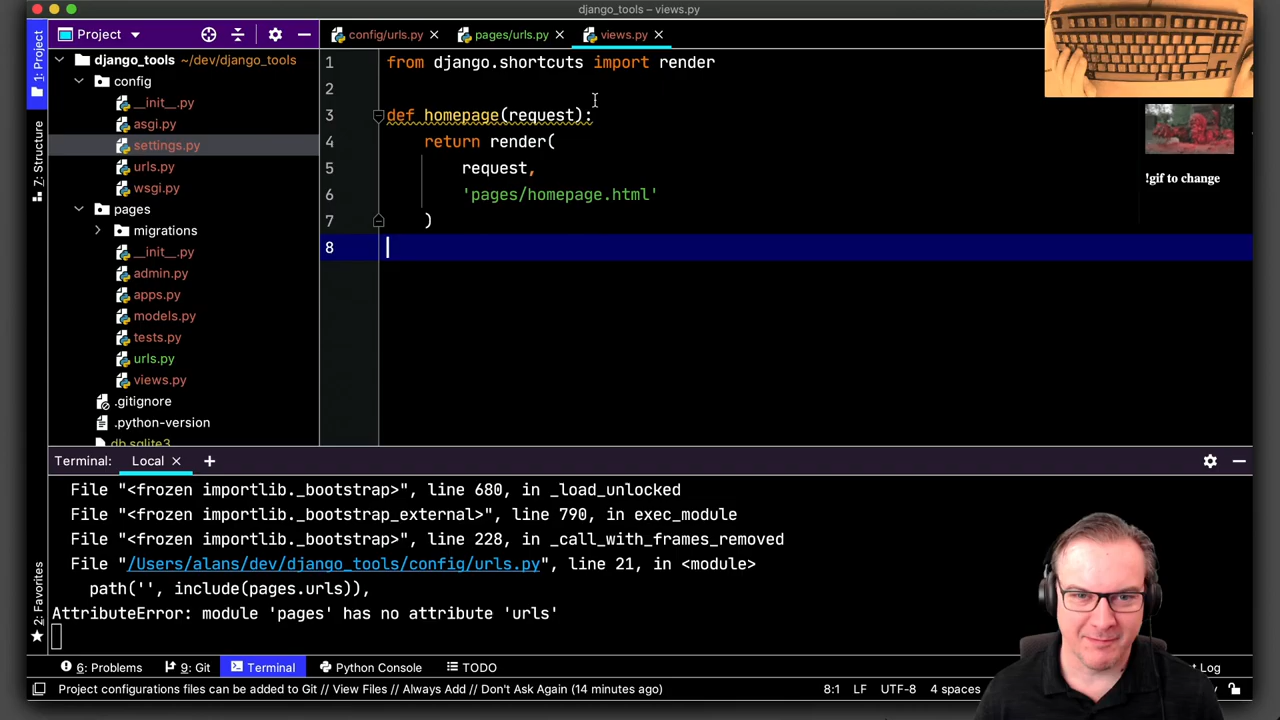 django_tools – views.py
Project
config/urls.py
pages/urls.py
views.py
1: Project
7: Structure
2: Favorites
django_tools ~/dev/django_tools
config
__init__.py
asgi.py
settings.py
urls.py
wsgi.py
pages
migrations
__init__.py
admin.py
apps.py
models.py
tests.py
urls.py
views.py
.gitignore
.python-version
db.sqlite3
1 from django.shortcuts import render
2
3 def homepage(request):
4 return render(
5 request,
6 'pages/homepage.html'
7 )
8
!gif to change
Terminal: Local +
File "<frozen importlib._bootstrap>", line 680, in _load_unlocked
File "<frozen importlib._bootstrap_external>", line 790, in exec_module
File "<frozen importlib._bootstrap>", line 228, in _call_with_frames_removed
File "/Users/alans/dev/django_tools/config/urls.py", line 21, in <module>
path('', include(pages.urls)),
AttributeError: module 'pages' has no attribute 'urls'
6: Problems
9: Git
Terminal
Python Console
TODO
t Log
Project configurations files can be added to Git // View Files // Always Add // Don't Ask Again (14 minutes ago)
8:1 LF UTF-8 4 spaces